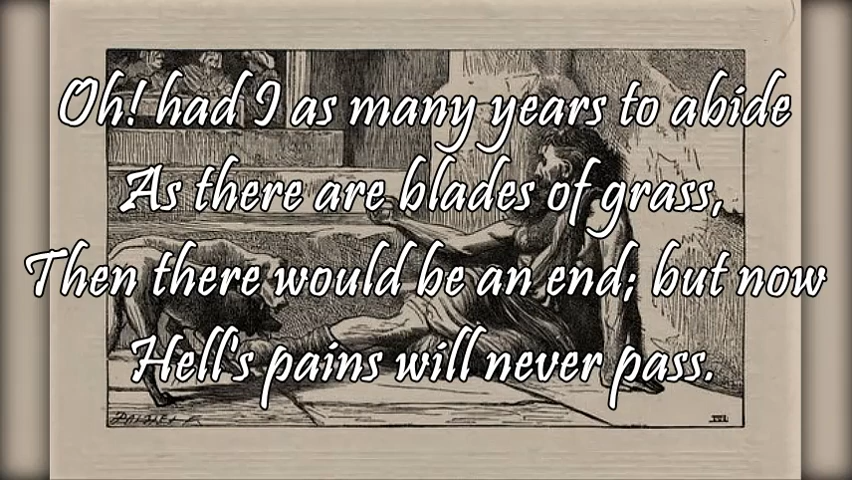 Oh! had I as many years to abide
As there are blades of grass,
Then there would be an end; but now
Hell's pains will never pass.